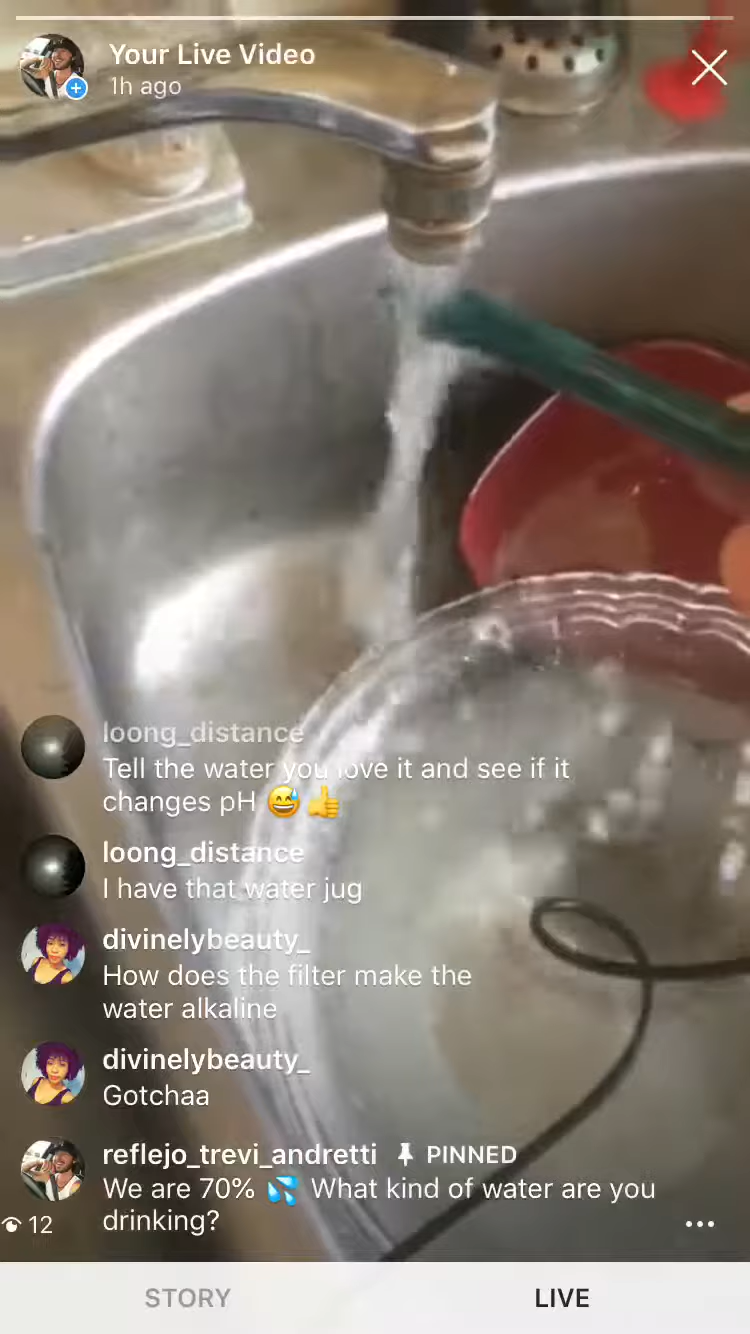 Your Live Video
1h ago
loong_distance
Tell the water you love it and see if it
changes pH 😅👍
loong_distance
I have that water jug
divinelybeauty_
How does the filter make the
water alkaline
divinelybeauty_
Gotchaa
reflejo_trevi_andretti PINNED
We are 70% 💦 What kind of water are you
drinking?
12
STORY LIVE